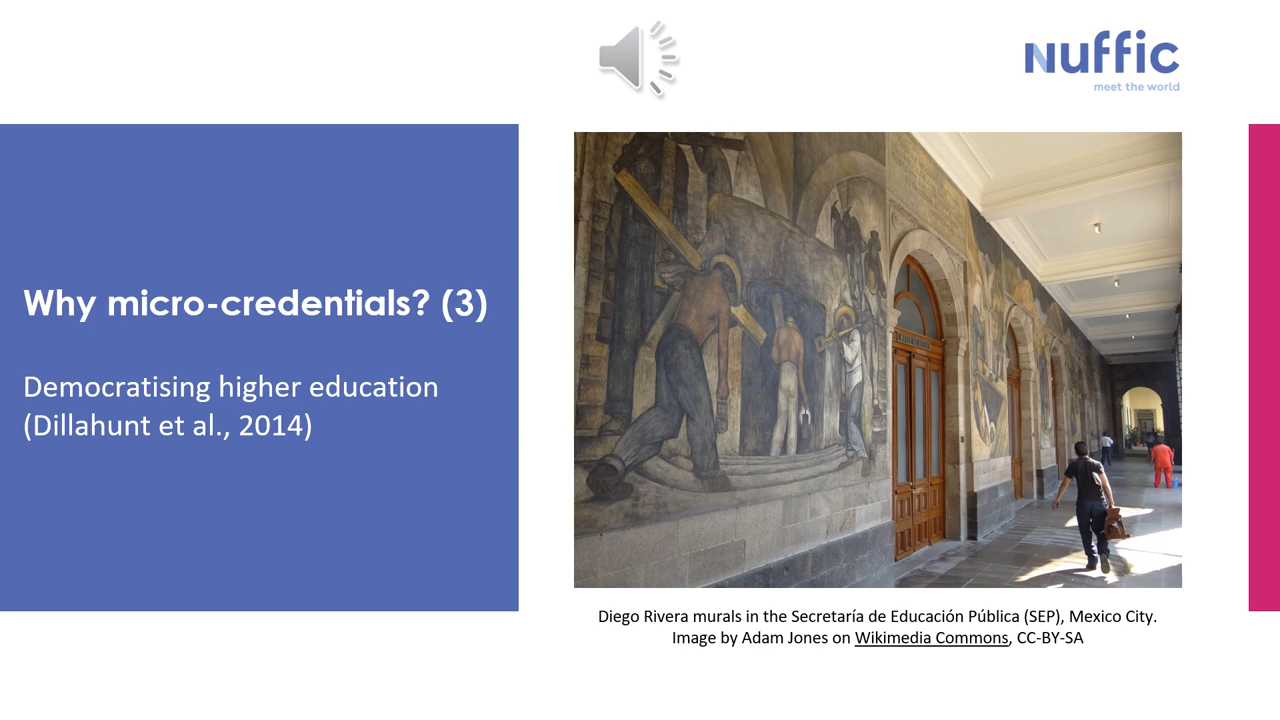 nuffic
meet the world
Why micro-credentials? (3)
Democratising higher education
(Dillahunt et al., 2014)
Diego Rivera murals in the Secretaría de Educación Pública (SEP), Mexico City.
Image by Adam Jones on Wikimedia Commons, CC-BY-SA